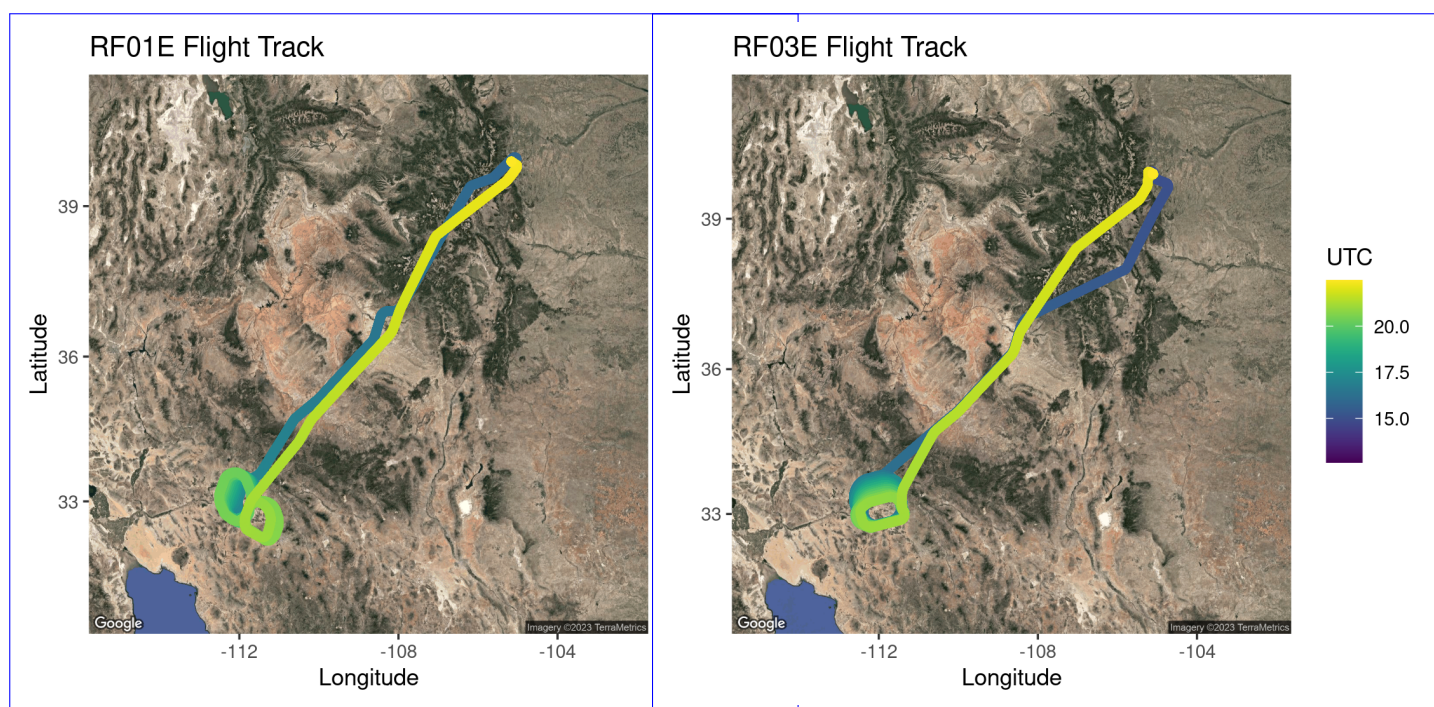 RF01E Flight Track
39
36
33
Latitude
Google
Imagery ©2023 TerraMetrics
-112
-108
-104
Longitude
RF03E Flight Track
39
36
33
Latitude
Google
Imagery ©2023 TerraMetrics
-112
-108
-104
Longitude
UTC
20.0
17.5
15.0